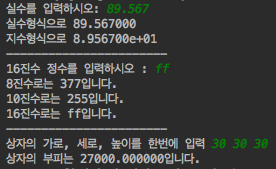 실수를 입력하시오: 89.567
실수형식으로 89.567000
지수형식으로 8.956700e+01
------------------------
16진수 정수를 입력하시오 : ff
8진수로는 377입니다.
10진수로는 255입니다.
16진수로는 ff입니다.
------------------------
상자의 가로, 세로, 높이를 한번에 입력 30 30 30
상자의 부피는 27000.000000입니다.